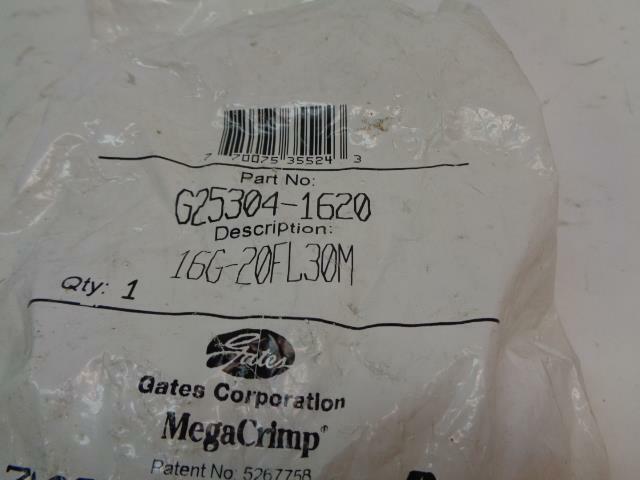 7 70075 35524 3
Part No:
G25304-1620
Description:
16G-20FL30M
Qty: 1
Gates
Gates Corporation
MegaCrimp®
Patent No: 5267758